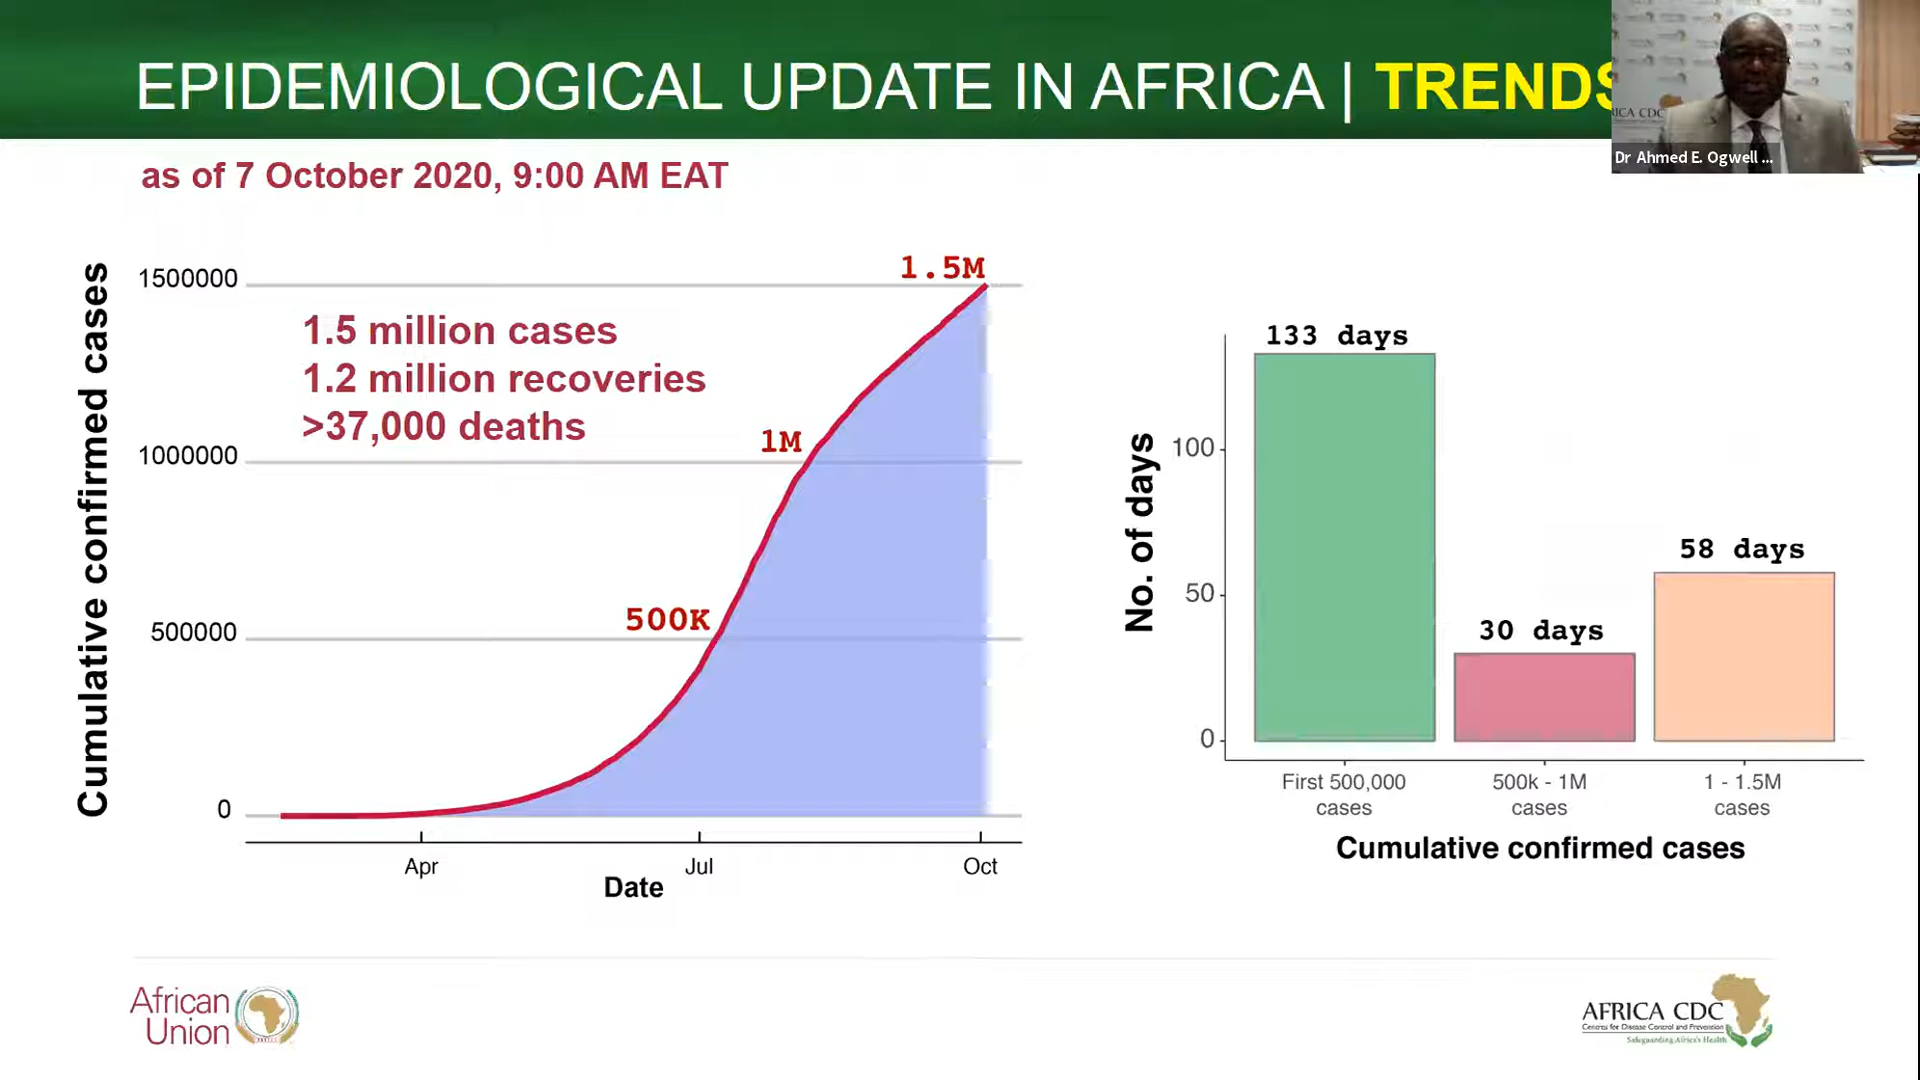 EPIDEMIOLOGICAL UPDATE IN AFRICA | TRENDS
as of 7 October 2020, 9:00 AM EAT
Dr Ahmed E. Ogwell ...
RICA CDC
Cumulative confirmed cases
1500000
1000000
500000
0
1.5M
1M
500K
1.5 million cases
1.2 million recoveries
>37,000 deaths
Apr
Jul
Oct
Date
No. of days
100
50
0
133 days
30 days
58 days
First 500,000
cases
500k - 1M
cases
1 - 1.5M
cases
Cumulative confirmed cases
African
Union
AFRICA CDC
Centres for Disease Control and Prevention
Safeguarding Africa's Health